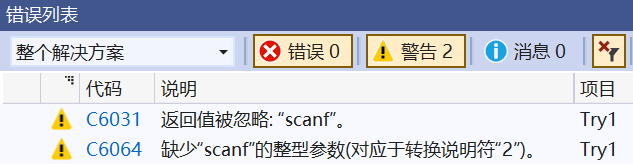 错误列表
整个解决方案 错误 0 警告 2 消息 0
代码 说明 项目
C6031 返回值被忽略: “scanf”。 Try1
C6064 缺少“scanf”的整型参数(对应于转换说明符“2”)。 Try1